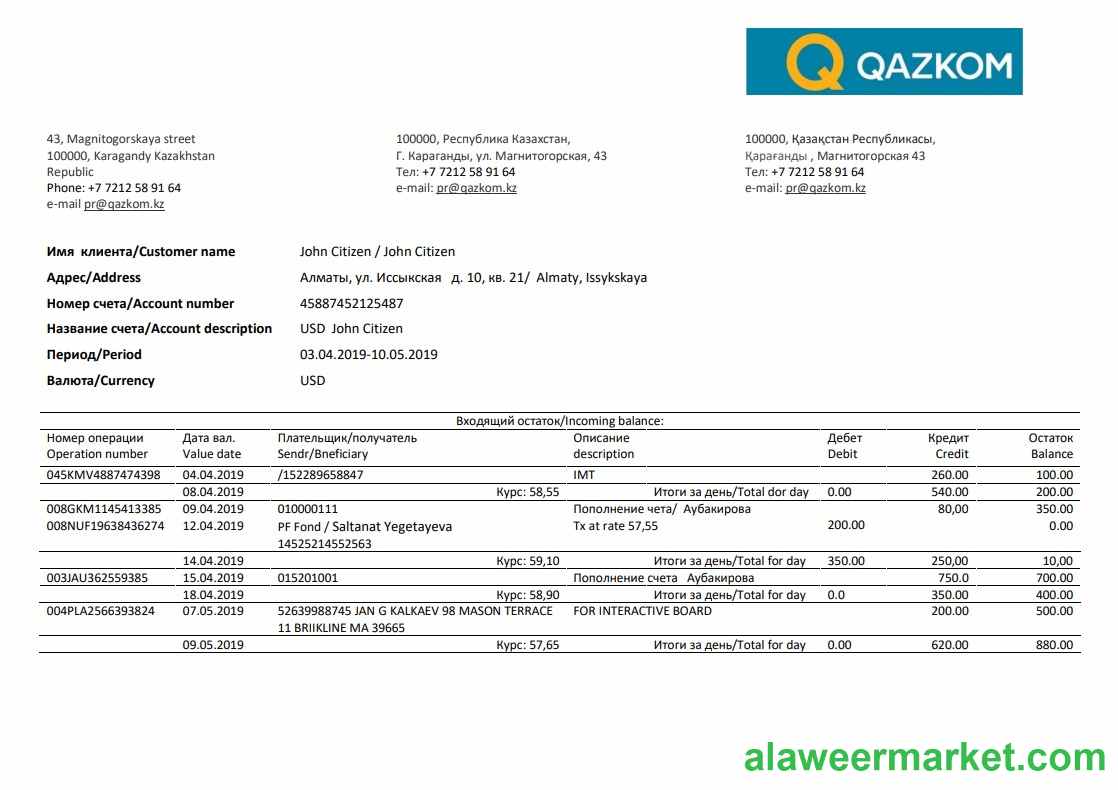 QAZKOM
43, Magnitogorskaya street
100000, Karagandy Kazakhstan
Republic
Phone: +7 7212 58 91 64
e-mail pr@qazkom.kz
100000, Республика Казахстан,
Г. Караганды, ул. Магнитогорская, 43
Тел: +7 7212 58 91 64
e-mail: pr@qazkom.kz
100000, Қазақстан Республикасы,
Қарағанды , Магнитогорская 43
Тел: +7 7212 58 91 64
e-mail: pr@qazkom.kz
Имя клиента/Customer name John Citizen / John Citizen
Адрес/Address Алматы, ул. Иссыкская д. 10, кв. 21/ Almaty, Issykskaya
Номер счета/Account number 45887452125487
Название счета/Account description USD John Citizen
Период/Period 03.04.2019-10.05.2019
Валюта/Currency USD
Входящий остаток/Incoming balance:
Номер операции Дата вал. Плательщик/получатель Описание Дебет Кредит Остаток
Operation number Value date Sendr/Bneficiary description Debit Credit Balance
045KMV4887474398 04.04.2019 /152289658847 IMT 260.00 100.00
08.04.2019 Курс: 58,55 Итоги за день/Total dor day 0.00 540.00 200.00
008GKM1145413385 09.04.2019 010000111 Пополнение чета/ Аубакирова 80,00 350.00
008NUF19638436274 12.04.2019 PF Fond / Saltanat Yegetayeva Tx at rate 57,55 200.00 0.00
14525214552563
14.04.2019 Курс: 59,10 Итоги за день/Total for day 350.00 250,00 10,00
003JAU362559385 15.04.2019 015201001 Пополнение счета Аубакирова 750.0 700.00
18.04.2019 Курс: 58,90 Итоги за день/Total for day 0.0 350.00 400.00
004PLA2566393824 07.05.2019 52639988745 JAN G KALKAEV 98 MASON TERRACE FOR INTERACTIVE BOARD 200.00 500.00
11 BRIIKLINE MA 39665
09.05.2019 Курс: 57,65 Итоги за день/Total for day 0.00 620.00 880.00
alaweermarket.com